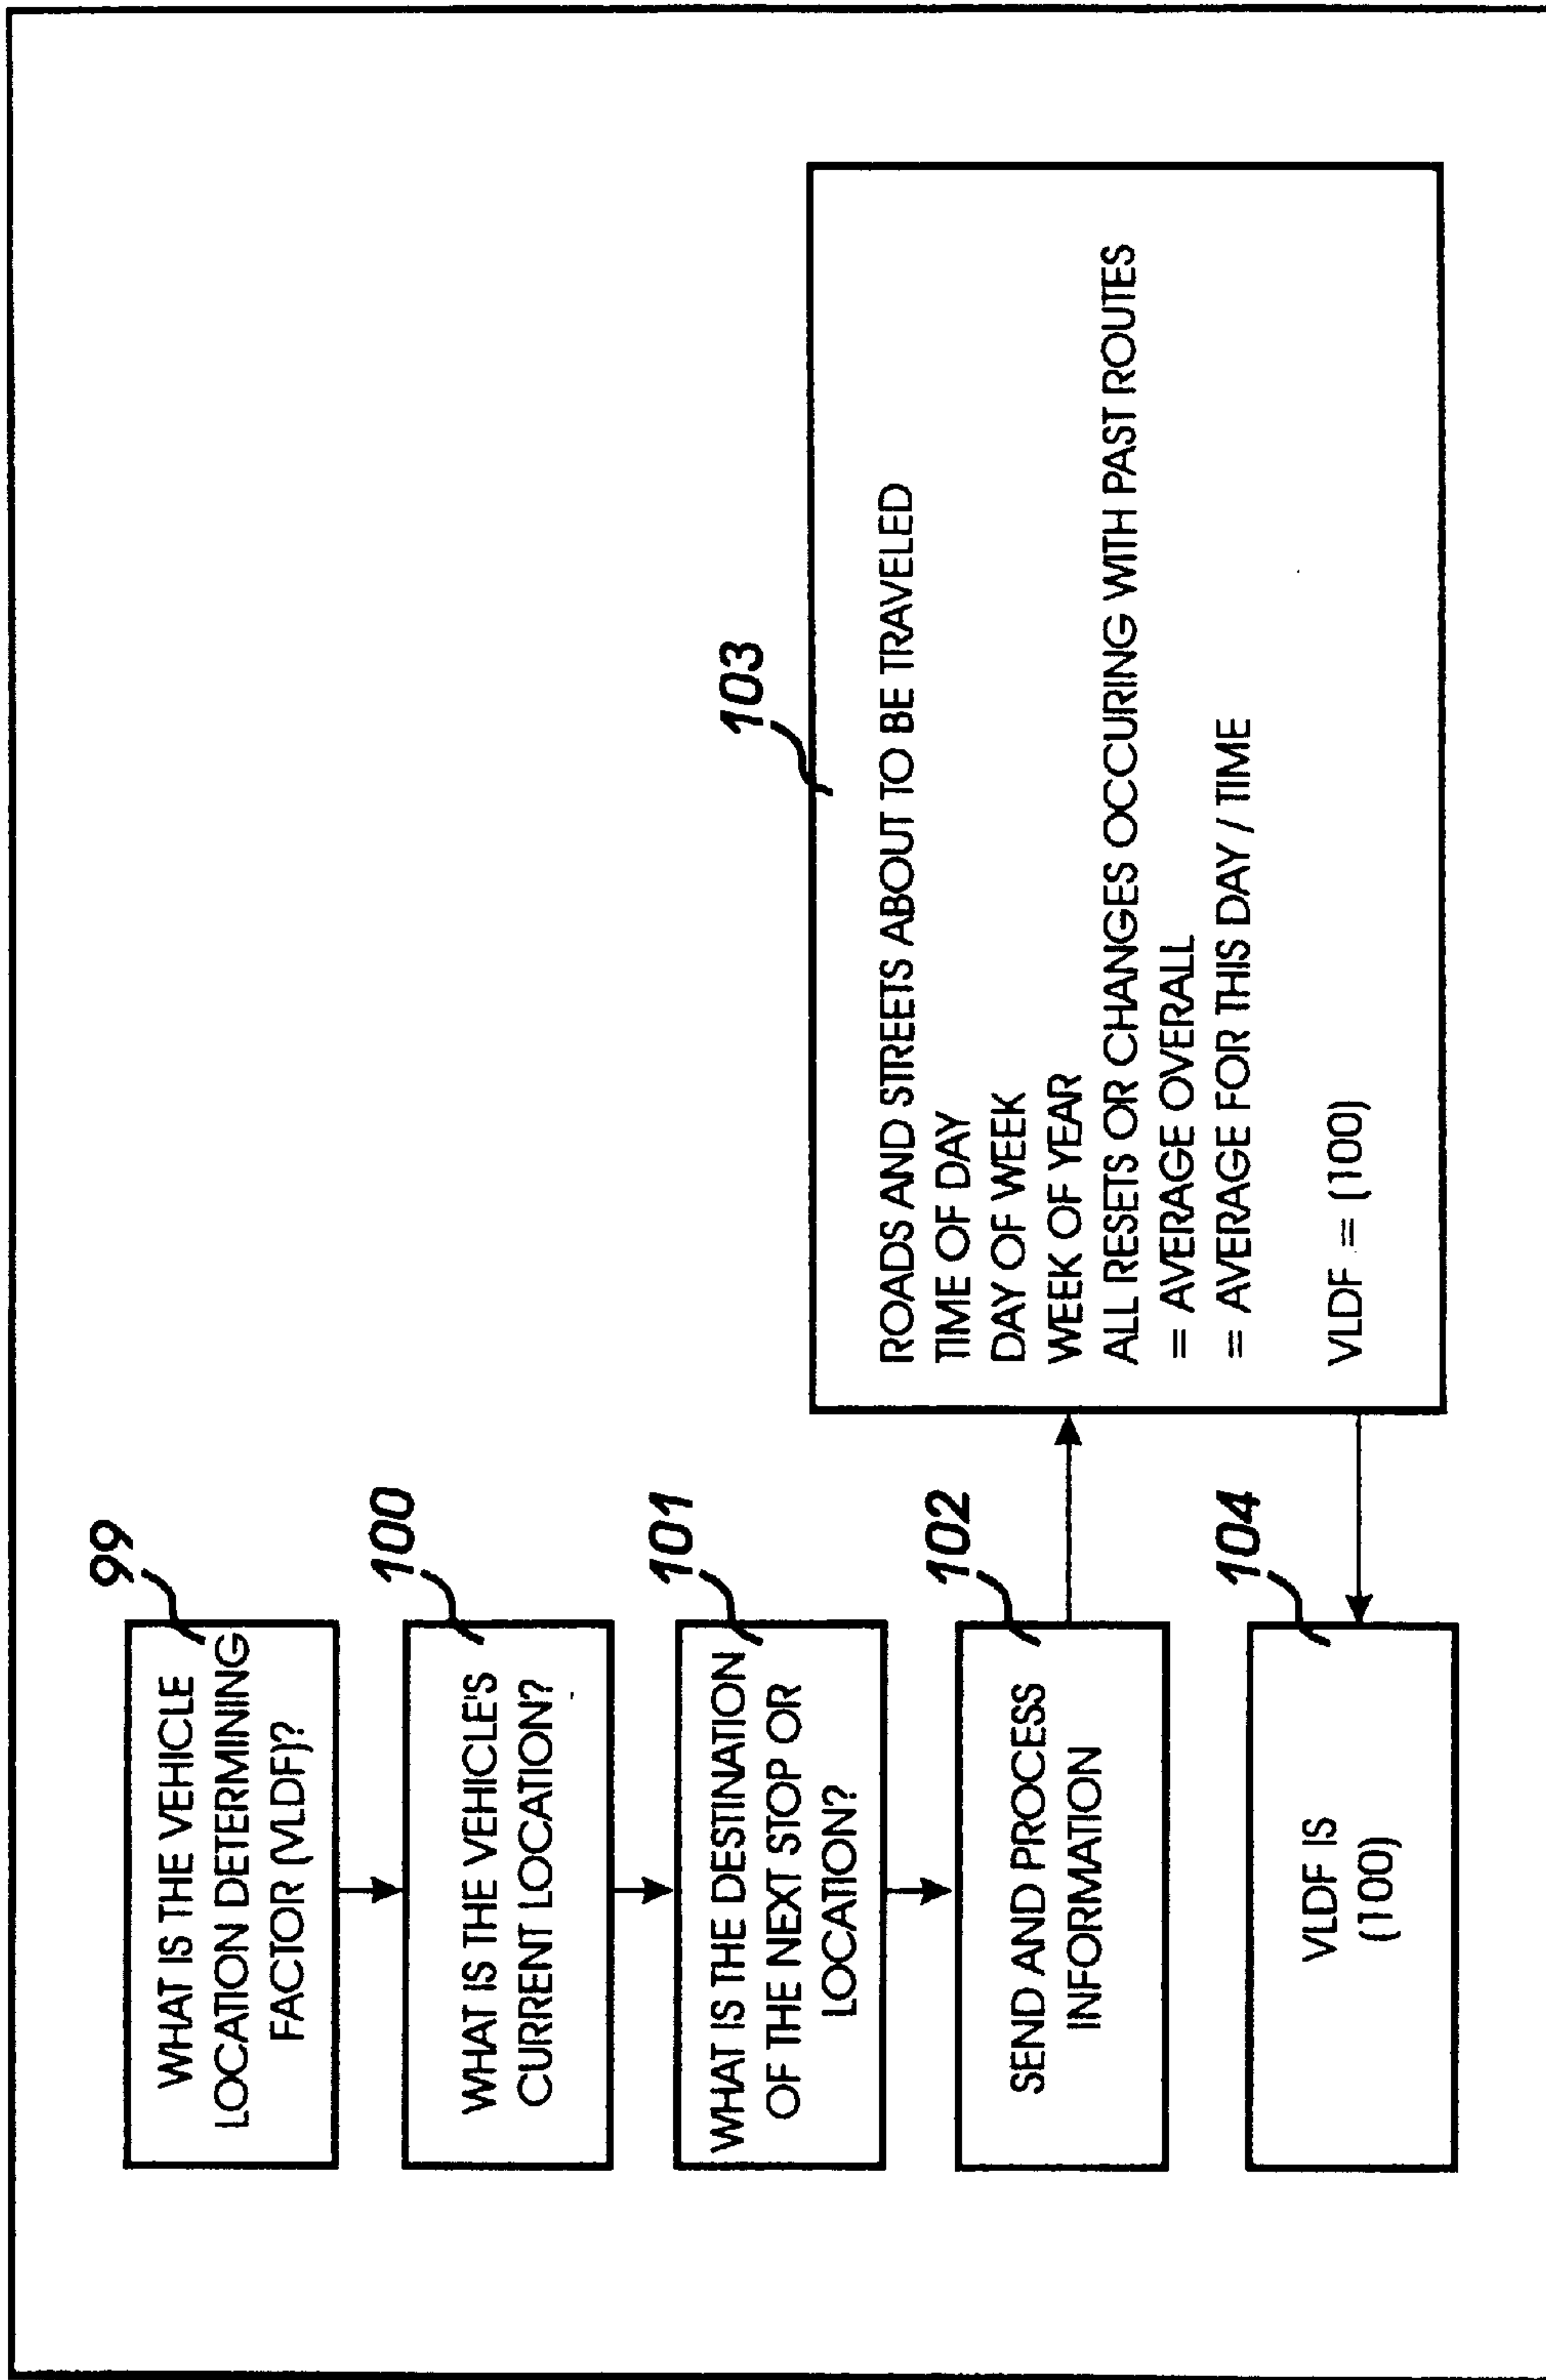 99
WHAT IS THE VEHICLE
LOCATION DETERMINING
FACTOR (VLDF)?
100
WHAT IS THE VEHICLE'S
CURRENT LOCATION?
101
WHAT IS THE DESTINATION
OF THE NEXT STOP OR
LOCATION?
102
SEND AND PROCESS
INFORMATION
103
ROADS AND STREETS ABOUT TO BE TRAVELED
TIME OF DAY
DAY OF WEEK
WEEK OF YEAR
ALL RESETS OR CHANGES OCCURING WITH PAST ROUTES
= AVERAGE OVERALL
= AVERAGE FOR THIS DAY / TIME
VLDF = (100)
104
VLDF IS
(100)